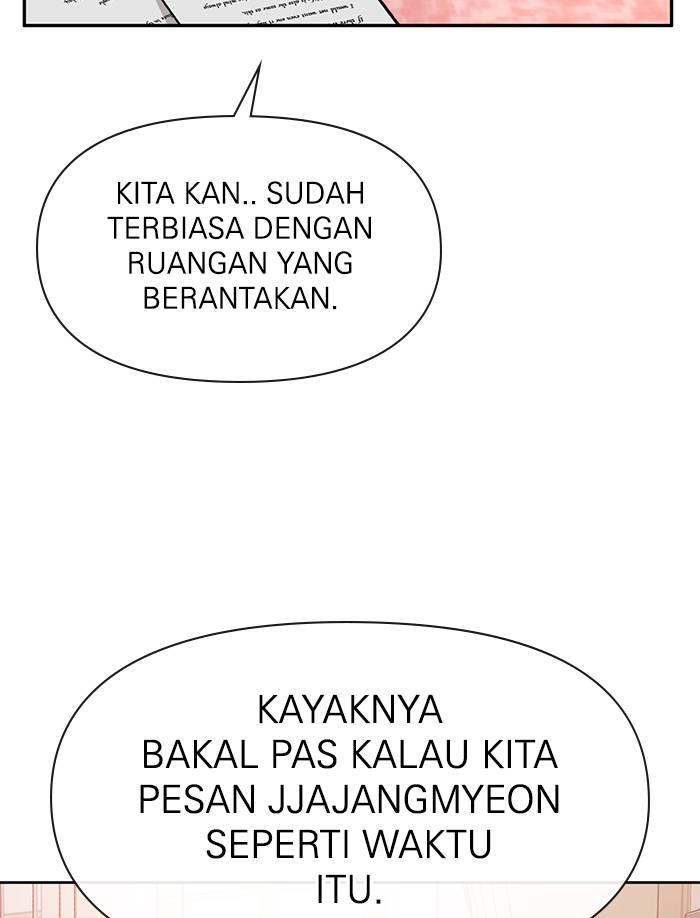 KITA KAN.. SUDAH
TERBIASA DENGAN
RUANGAN YANG
BERANTAKAN.
KAYAKNYA
BAKAL PAS KALAU KITA
PESAN JJAJANGMYEON
SEPERTI WAKTU
ITU.